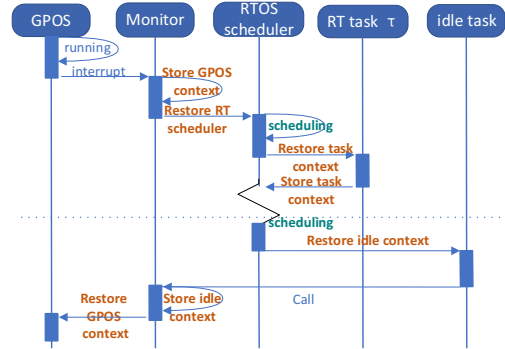 GPOS
Monitor
RTOS
scheduler
RT task τ
idle task
running
interrupt
Store GPOS
context
Restore RT
scheduler
scheduling
Restore task
context
Store task
context
scheduling
Restore idle context
Call
Store idle
context
Restore
GPOS
context